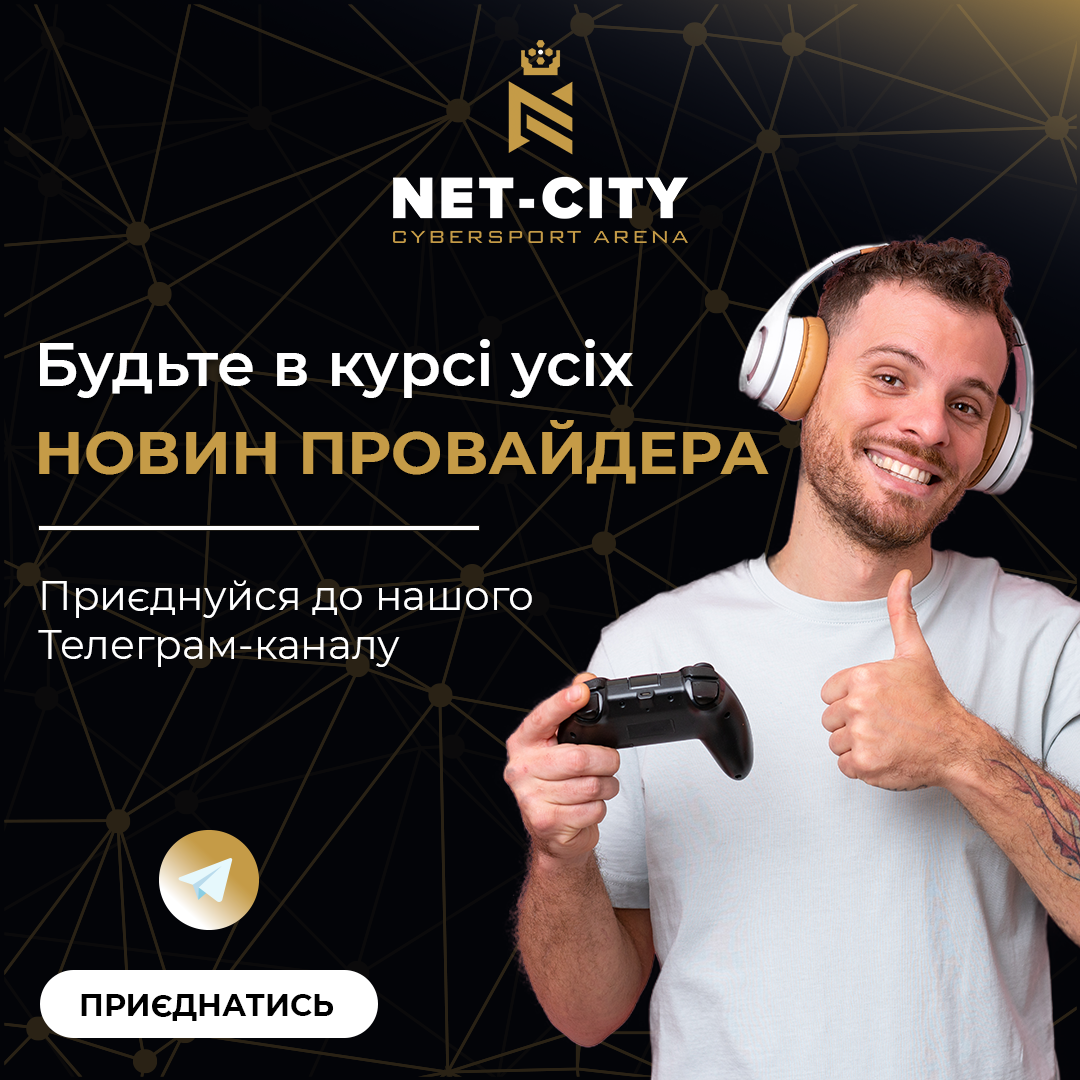 NET-CITY
CYBERSPORT ARENA
Будьте в курсі усіх
НОВИН ПРОВАЙДЕРА
Приєднуйся до нашого
Телеграм-каналу
ПРИЄДНАТИСЬ